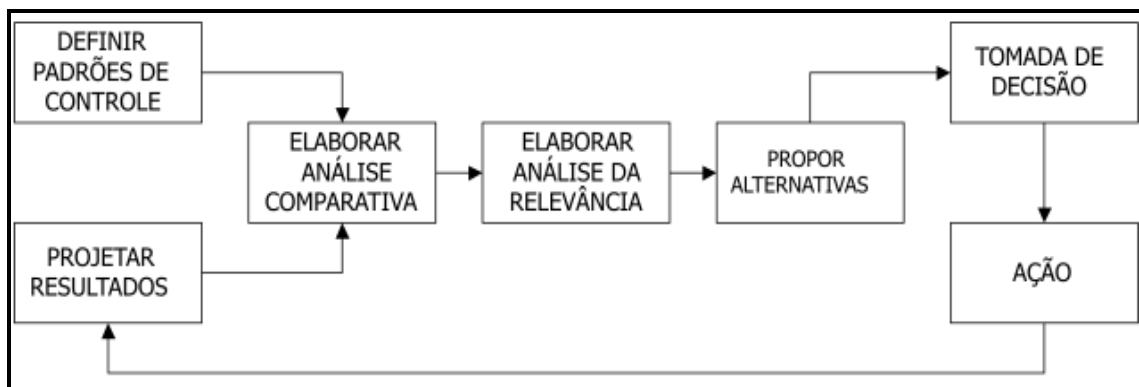 DEFINIR
PADRÕES DE
CONTROLE
PROJETAR
RESULTADOS
ELABORAR
ANÁLISE
COMPARATIVA
ELABORAR
ANÁLISE DA
RELEVÂNCIA
PROPOR
ALTERNATIVAS
TOMADA DE
DECISÃO
AÇÃO